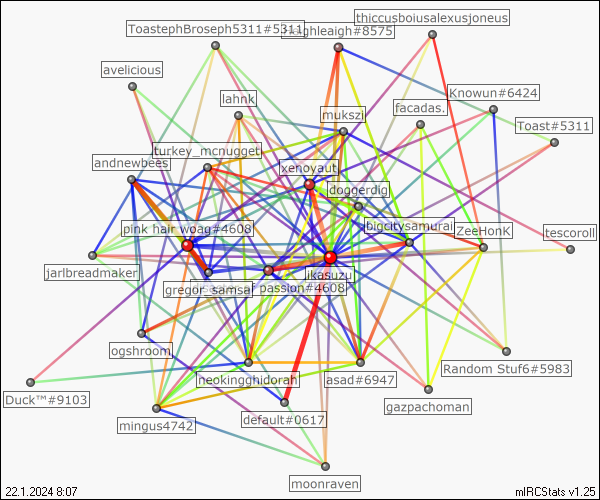 thiccusboiusalexusjoneus
ToastephBroseph5311#5311
leighleigh#8575
avelicious
lahnk
Knowun#6424
mukszi
facadas.
Toast#5311
turkey_mcnugget
andnewbees
xenoyaut
doggerdig
pink hair woag#4608
bigcitysamurai
ZeeHonK
tescoroll
jarlbreadmaker
ikasuzu
gregor_samsa
passion#4608
ogshroom
Random Stuf6#5983
neokingghidorah
asad#6947
Duck™#9103
gazpachoman
mingus4742
default#0617
moonraven
22.1.2024 8:07
mIRCStats v1.25